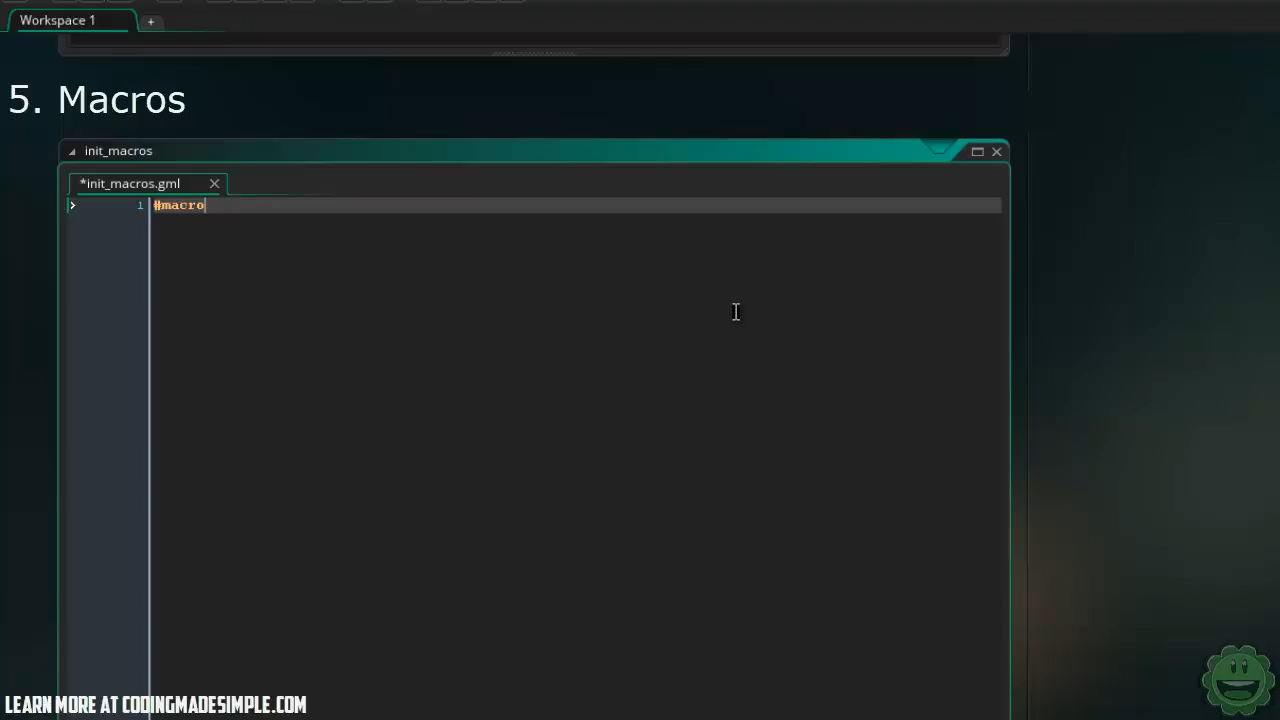 Workspace 1
+
5. Macros
init_macros
*init_macros.gml
1 #macro
LEARN MORE AT CODINGMADESIMPLE.COM